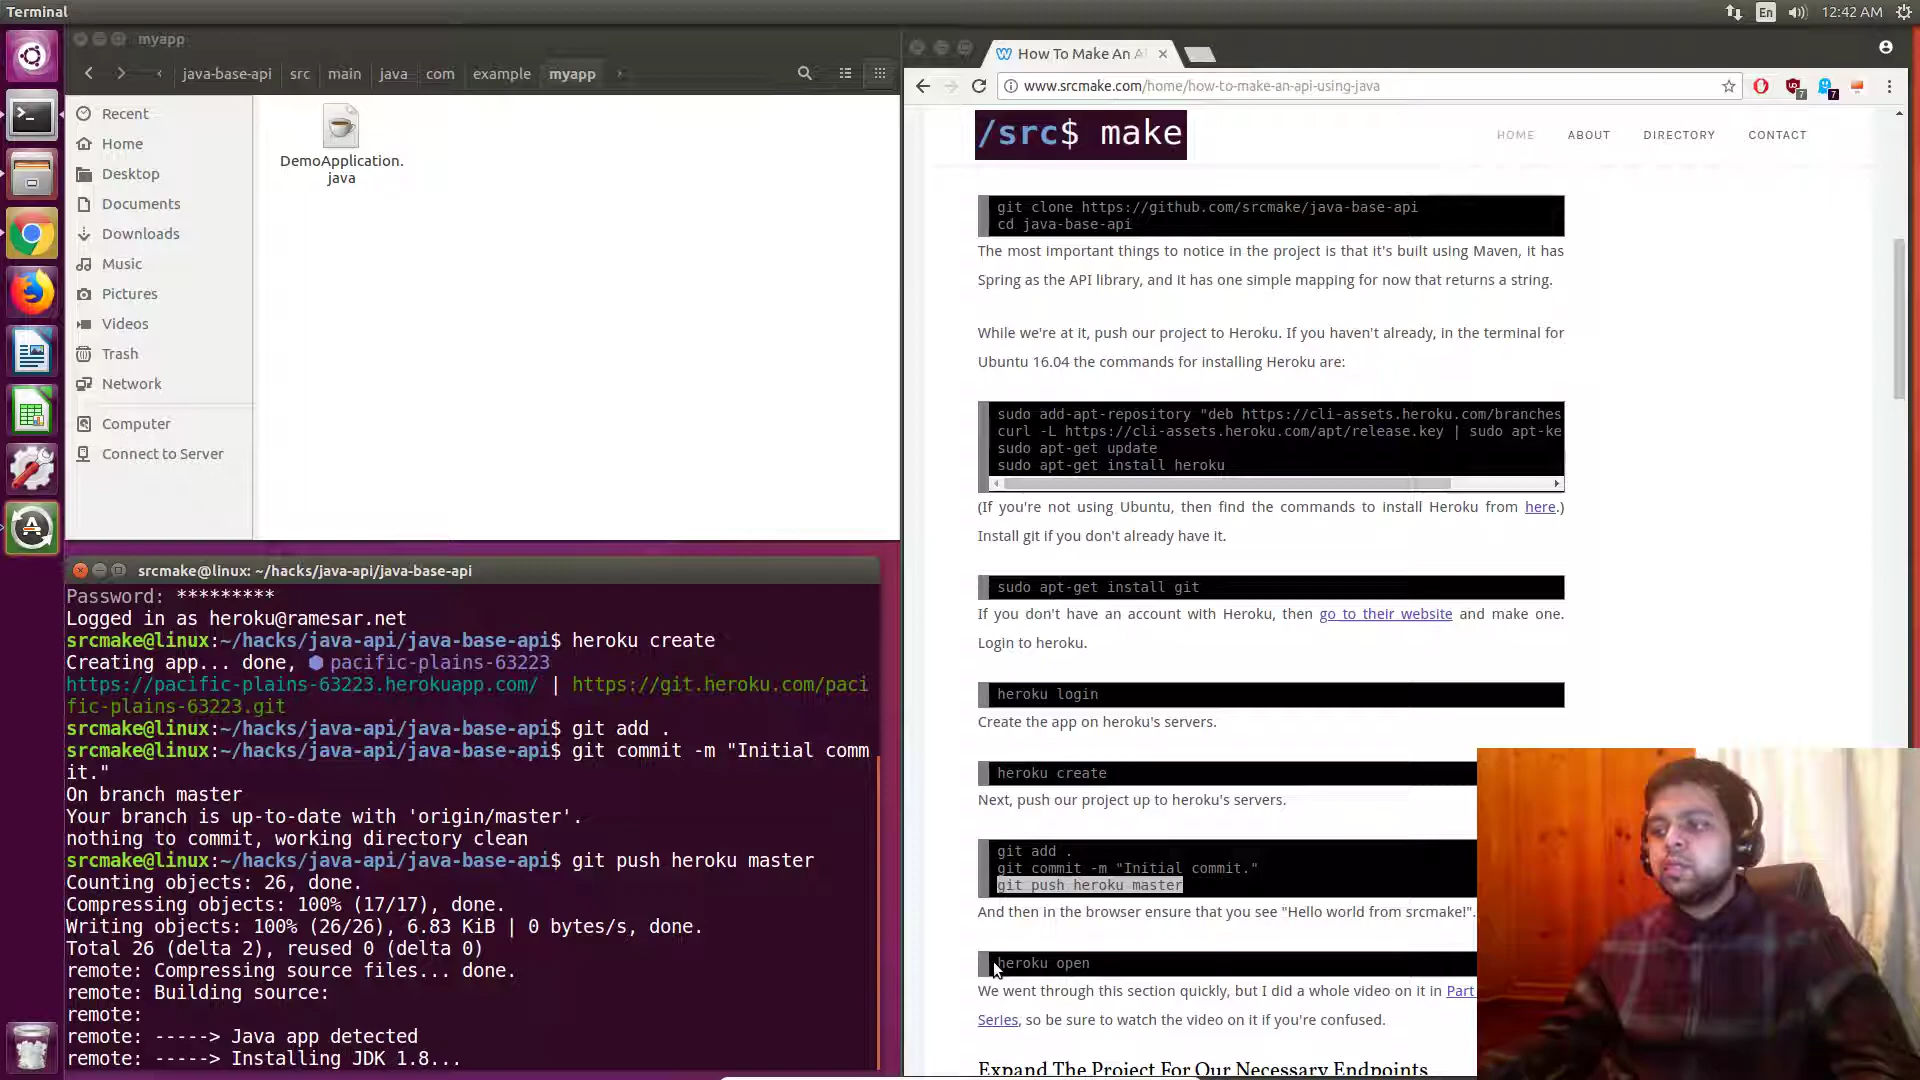 Terminal
En
12:42 AM
myapp
java-base-api
src
main
java
com
example
myapp
Recent
Home
Desktop
Documents
Downloads
Music
Pictures
Videos
Trash
Network
Computer
Connect to Server
DemoApplication.
java
srcmake@linux: ~/hacks/java-api/java-base-api
Password: *********
Logged in as heroku@ramesar.net
srcmake@linux:~/hacks/java-api/java-base-api$ heroku create
Creating app... done, ⬢ pacific-plains-63223
https://pacific-plains-63223.herokuapp.com/ | https://git.heroku.com/paci
fic-plains-63223.git
srcmake@linux:~/hacks/java-api/java-base-api$ git add .
srcmake@linux:~/hacks/java-api/java-base-api$ git commit -m "Initial comm
it."
On branch master
Your branch is up-to-date with 'origin/master'.
nothing to commit, working directory clean
srcmake@linux:~/hacks/java-api/java-base-api$ git push heroku master
Counting objects: 26, done.
Compressing objects: 100% (17/17), done.
Writing objects: 100% (26/26), 6.83 KiB | 0 bytes/s, done.
Total 26 (delta 2), reused 0 (delta 0)
remote: Compressing source files... done.
remote: Building source:
remote:
remote: -----> Java app detected
remote: -----> Installing JDK 1.8...
How To Make An A
www.srcmake.com/home/how-to-make-an-api-using-java
7
7
/src$ make
HOME
ABOUT
DIRECTORY
CONTACT
git clone https://github.com/srcmake/java-base-api
cd java-base-api
The most important things to notice in the project is that it's built using Maven, it has
Spring as the API library, and it has one simple mapping for now that returns a string.
While we're at it, push our project to Heroku. If you haven't already, in the terminal for
Ubuntu 16.04 the commands for installing Heroku are:
sudo add-apt-repository "deb https://cli-assets.heroku.com/branches
curl -L https://cli-assets.heroku.com/apt/release.key | sudo apt-ke
sudo apt-get update
sudo apt-get install heroku
(If you're not using Ubuntu, then find the commands to install Heroku from here.)
Install git if you don't already have it.
sudo apt-get install git
If you don't have an account with Heroku, then go to their website and make one.
Login to heroku.
heroku login
Create the app on heroku's servers.
heroku create
Next, push our project up to heroku's servers.
git add .
git commit -m "Initial commit."
git push heroku master
And then in the browser ensure that you see "Hello world from srcmake!".
heroku open
We went through this section quickly, but I did a whole video on it in Part
Series, so be sure to watch the video on it if you're confused.
Expand The Project For Our Necessary Endpoints